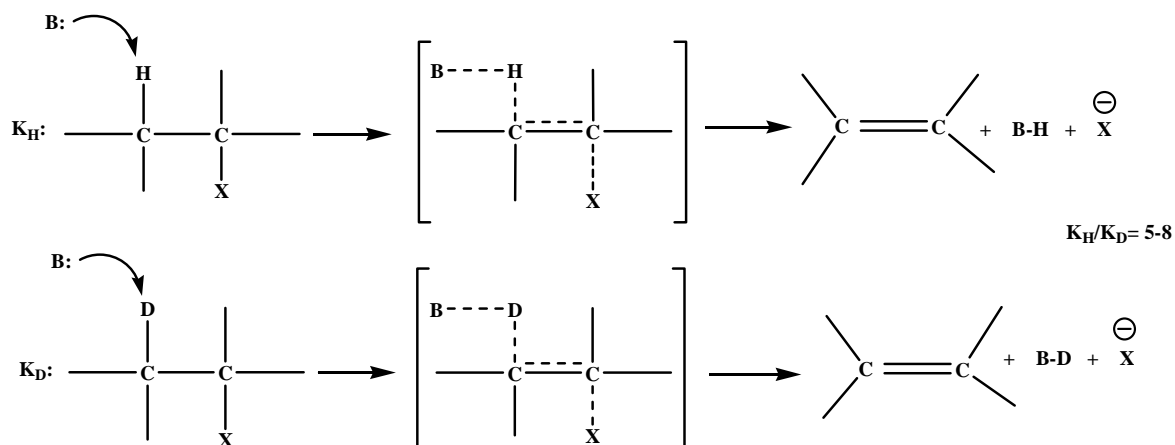 B:
H
K_H:
C
C
X
B
H
C
C
X
C
C
+ B-H + X ⊖
K_H/K_D= 5-8
B:
D
K_D:
C
C
X
B
D
C
C
X
C
C
+ B-D + X ⊖